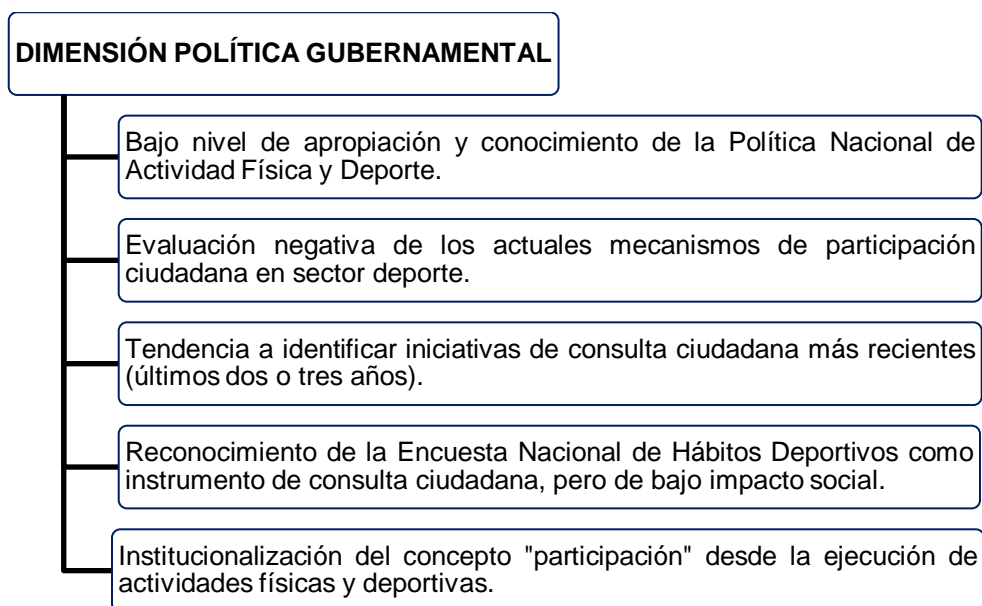 DIMENSIÓN POLÍTICA GUBERNAMENTAL
Bajo nivel de apropiación y conocimiento de la Política Nacional de
Actividad Física y Deporte.
Evaluación negativa de los actuales mecanismos de participación
ciudadana en sector deporte.
Tendencia a identificar iniciativas de consulta ciudadana más recientes
(últimos dos o tres años).
Reconocimiento de la Encuesta Nacional de Hábitos Deportivos como
instrumento de consulta ciudadana, pero de bajo impacto social.
Institucionalización del concepto "participación" desde la ejecución de
actividades físicas y deportivas.